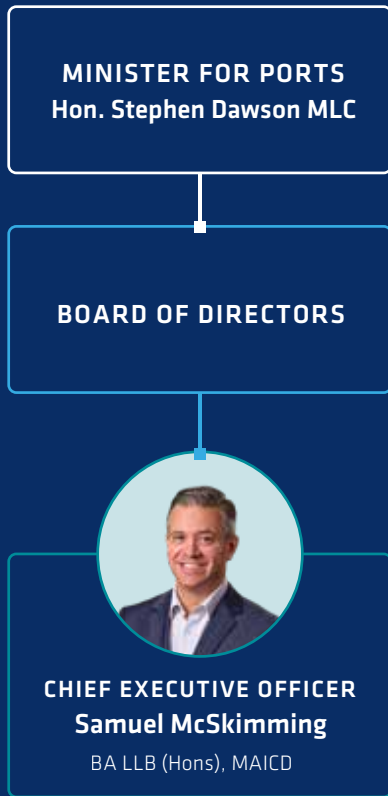 MINISTER FOR PORTS
Hon. Stephen Dawson MLC
BOARD OF DIRECTORS
CHIEF EXECUTIVE OFFICER
Samuel McSkimming
BA LLB (Hons), MAICD